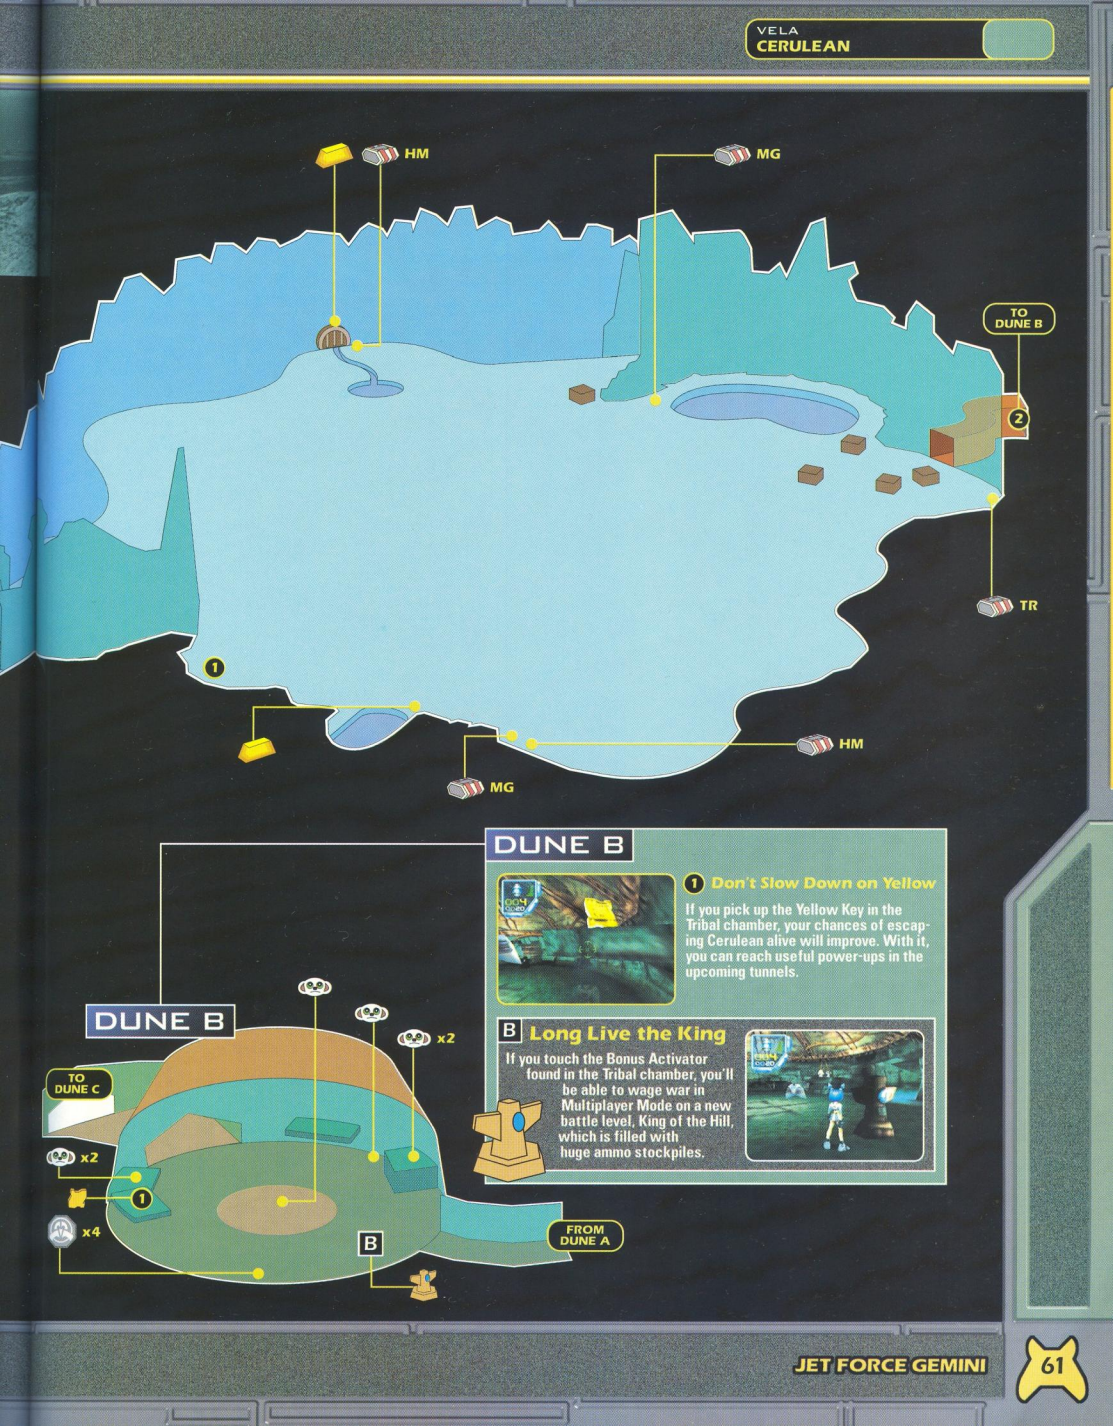 VELA
CERULEAN
HM
MG
TO
DUNE B
2
TR
1
HM
MG
DUNE B
1 Don't Slow Down on Yellow
If you pick up the Yellow Key in the
Tribal chamber, your chances of escap-
ing Cerulean alive will improve. With it,
you can reach useful power-ups in the
upcoming tunnels.
B Long Live the King
If you touch the Bonus Activator
found in the Tribal chamber, you'll
be able to wage war in
Multiplayer Mode on a new
battle level, King of the Hill,
which is filled with
huge ammo stockpiles.
DUNE B
x2
TO
DUNE C
x2
1
x4
B
FROM
DUNE A
JET FORCE GEMINI
61